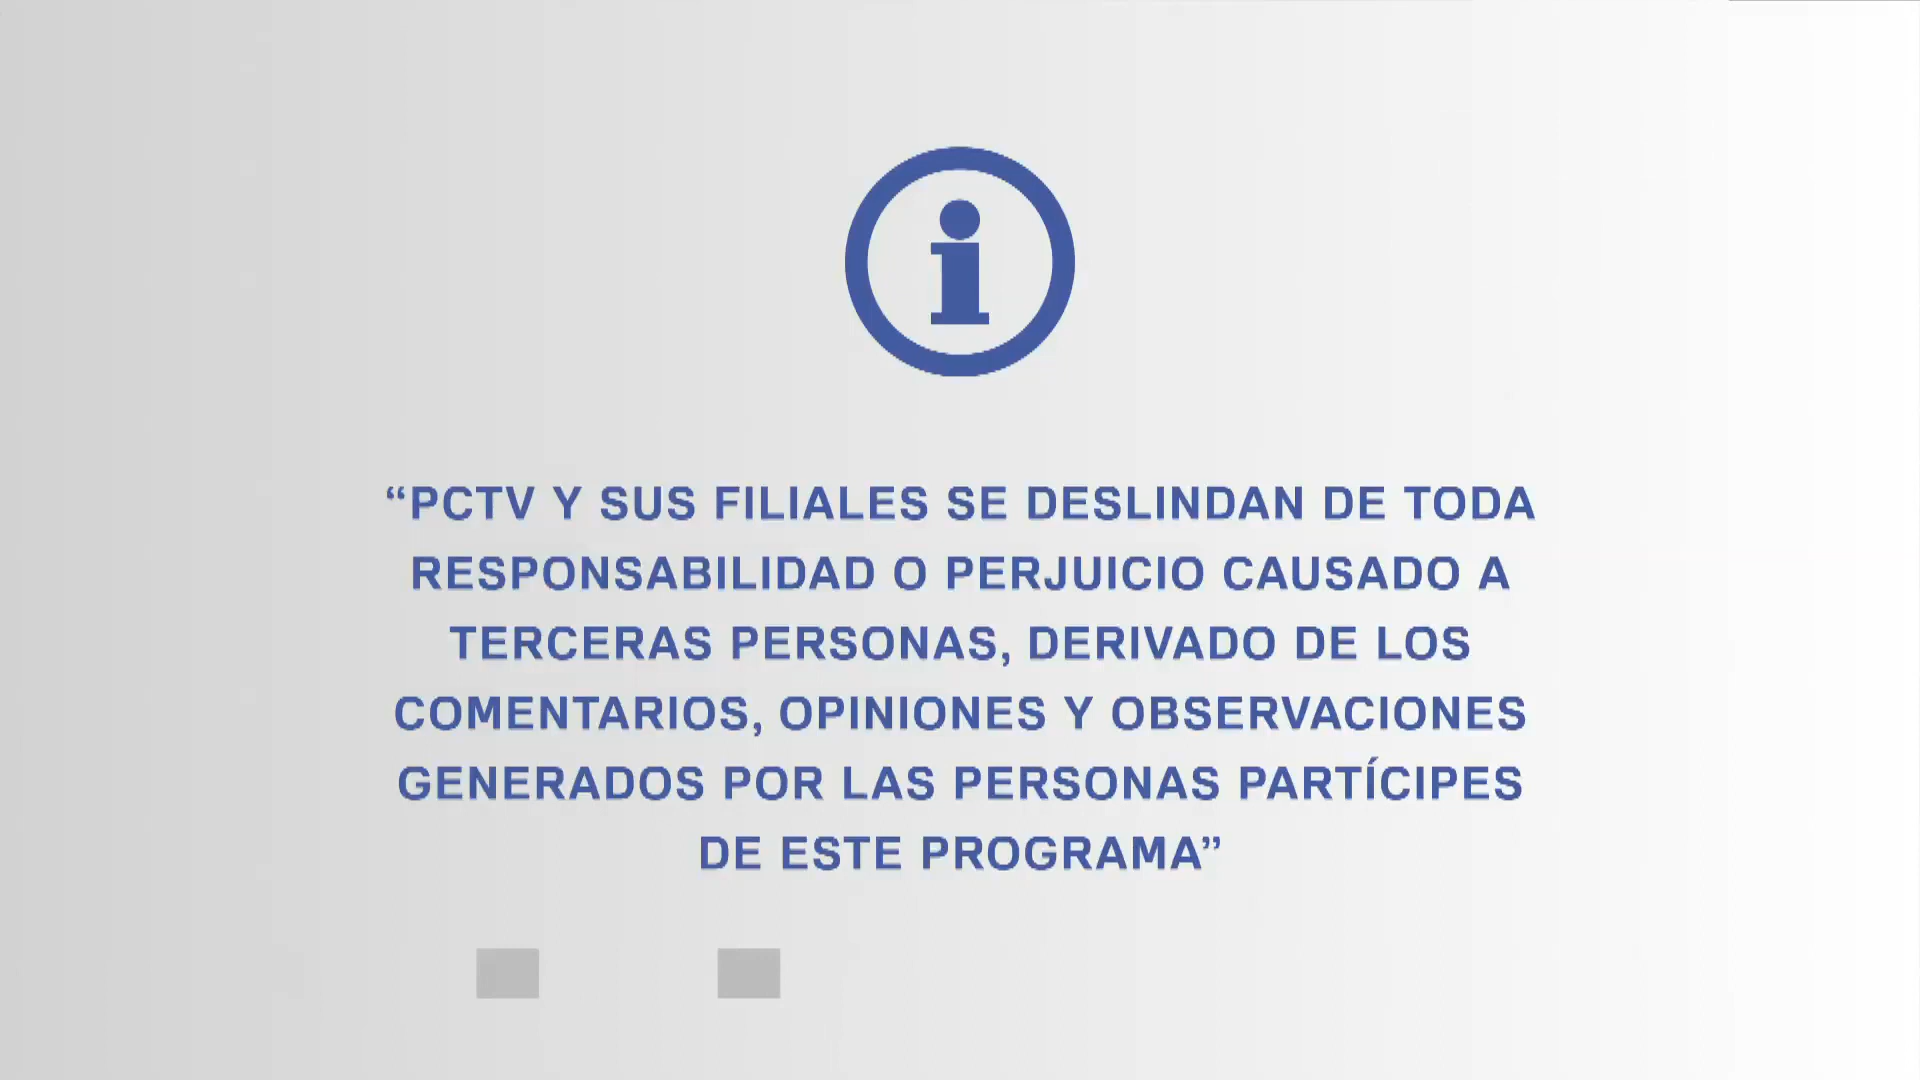 “PCTV Y SUS FILIALES SE DESLINDAN DE TODA
RESPONSABILIDAD O PERJUICIO CAUSADO A
TERCERAS PERSONAS, DERIVADO DE LOS
COMENTARIOS, OPINIONES Y OBSERVACIONES
GENERADOS POR LAS PERSONAS PARTÍCIPES
DE ESTE PROGRAMA”